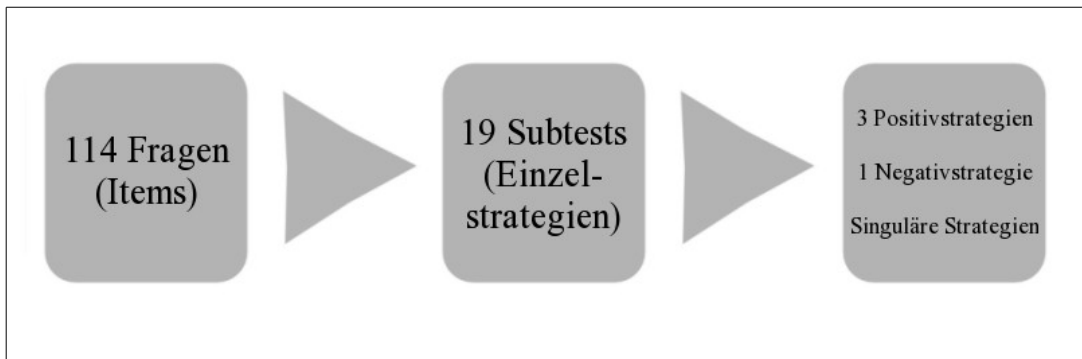 114 Fragen
(Items)
19 Subtests
(Einzel-
strategien)
3 Positivstrategien
1 Negativstrategie
Singuläre Strategien